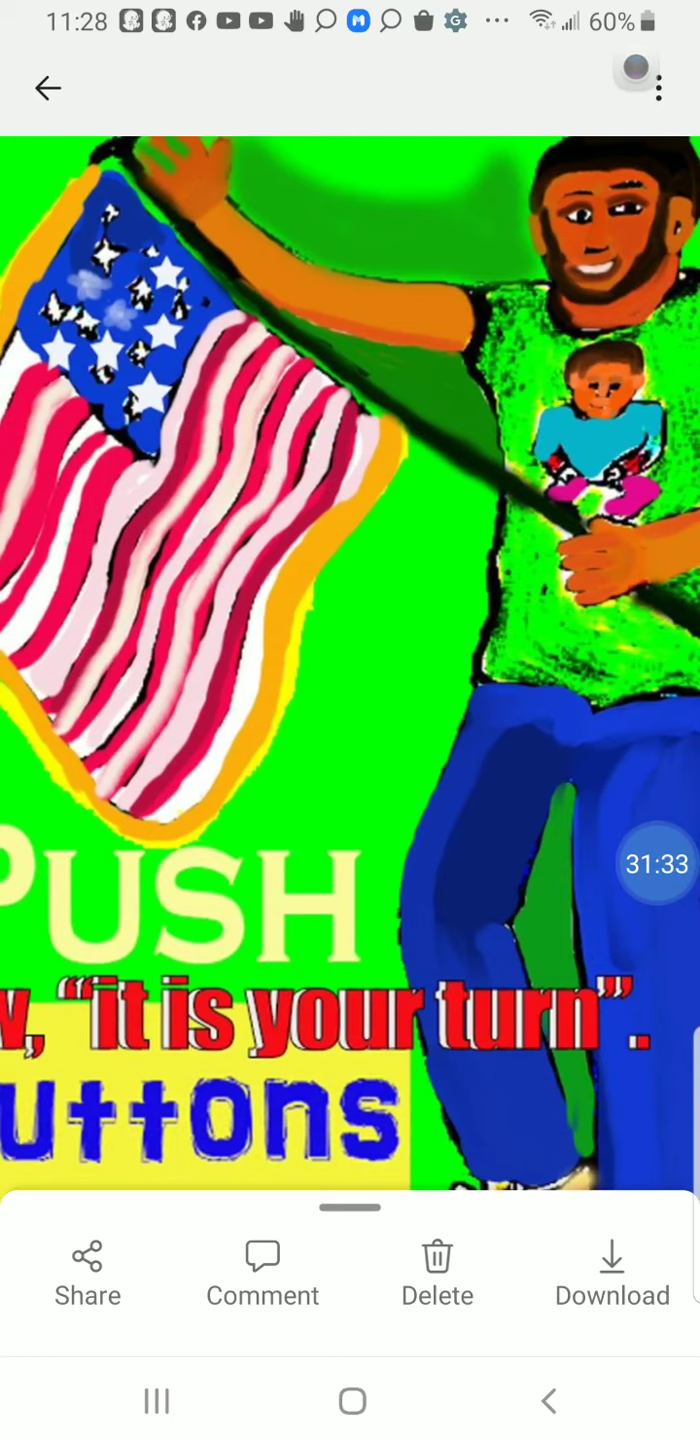 11:28
60%
PUSH
31:33
w, “it is your turn”.
uttons
Share Comment Delete Download